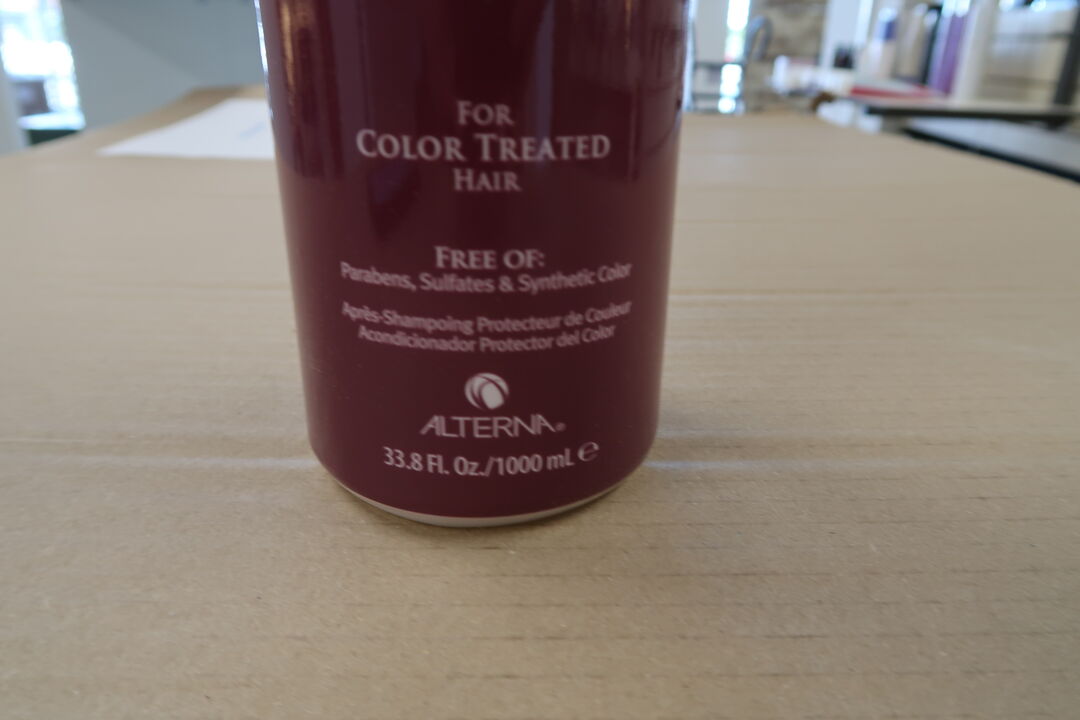 FOR
COLOR TREATED
HAIR
FREE OF:
Parabens, Sulfates & Synthetic Color
Après-Shampoing Protecteur de Couleur
Acondicionador Protector del Color
ALTERNA®
33.8 Fl. Oz./1000 mL ℮